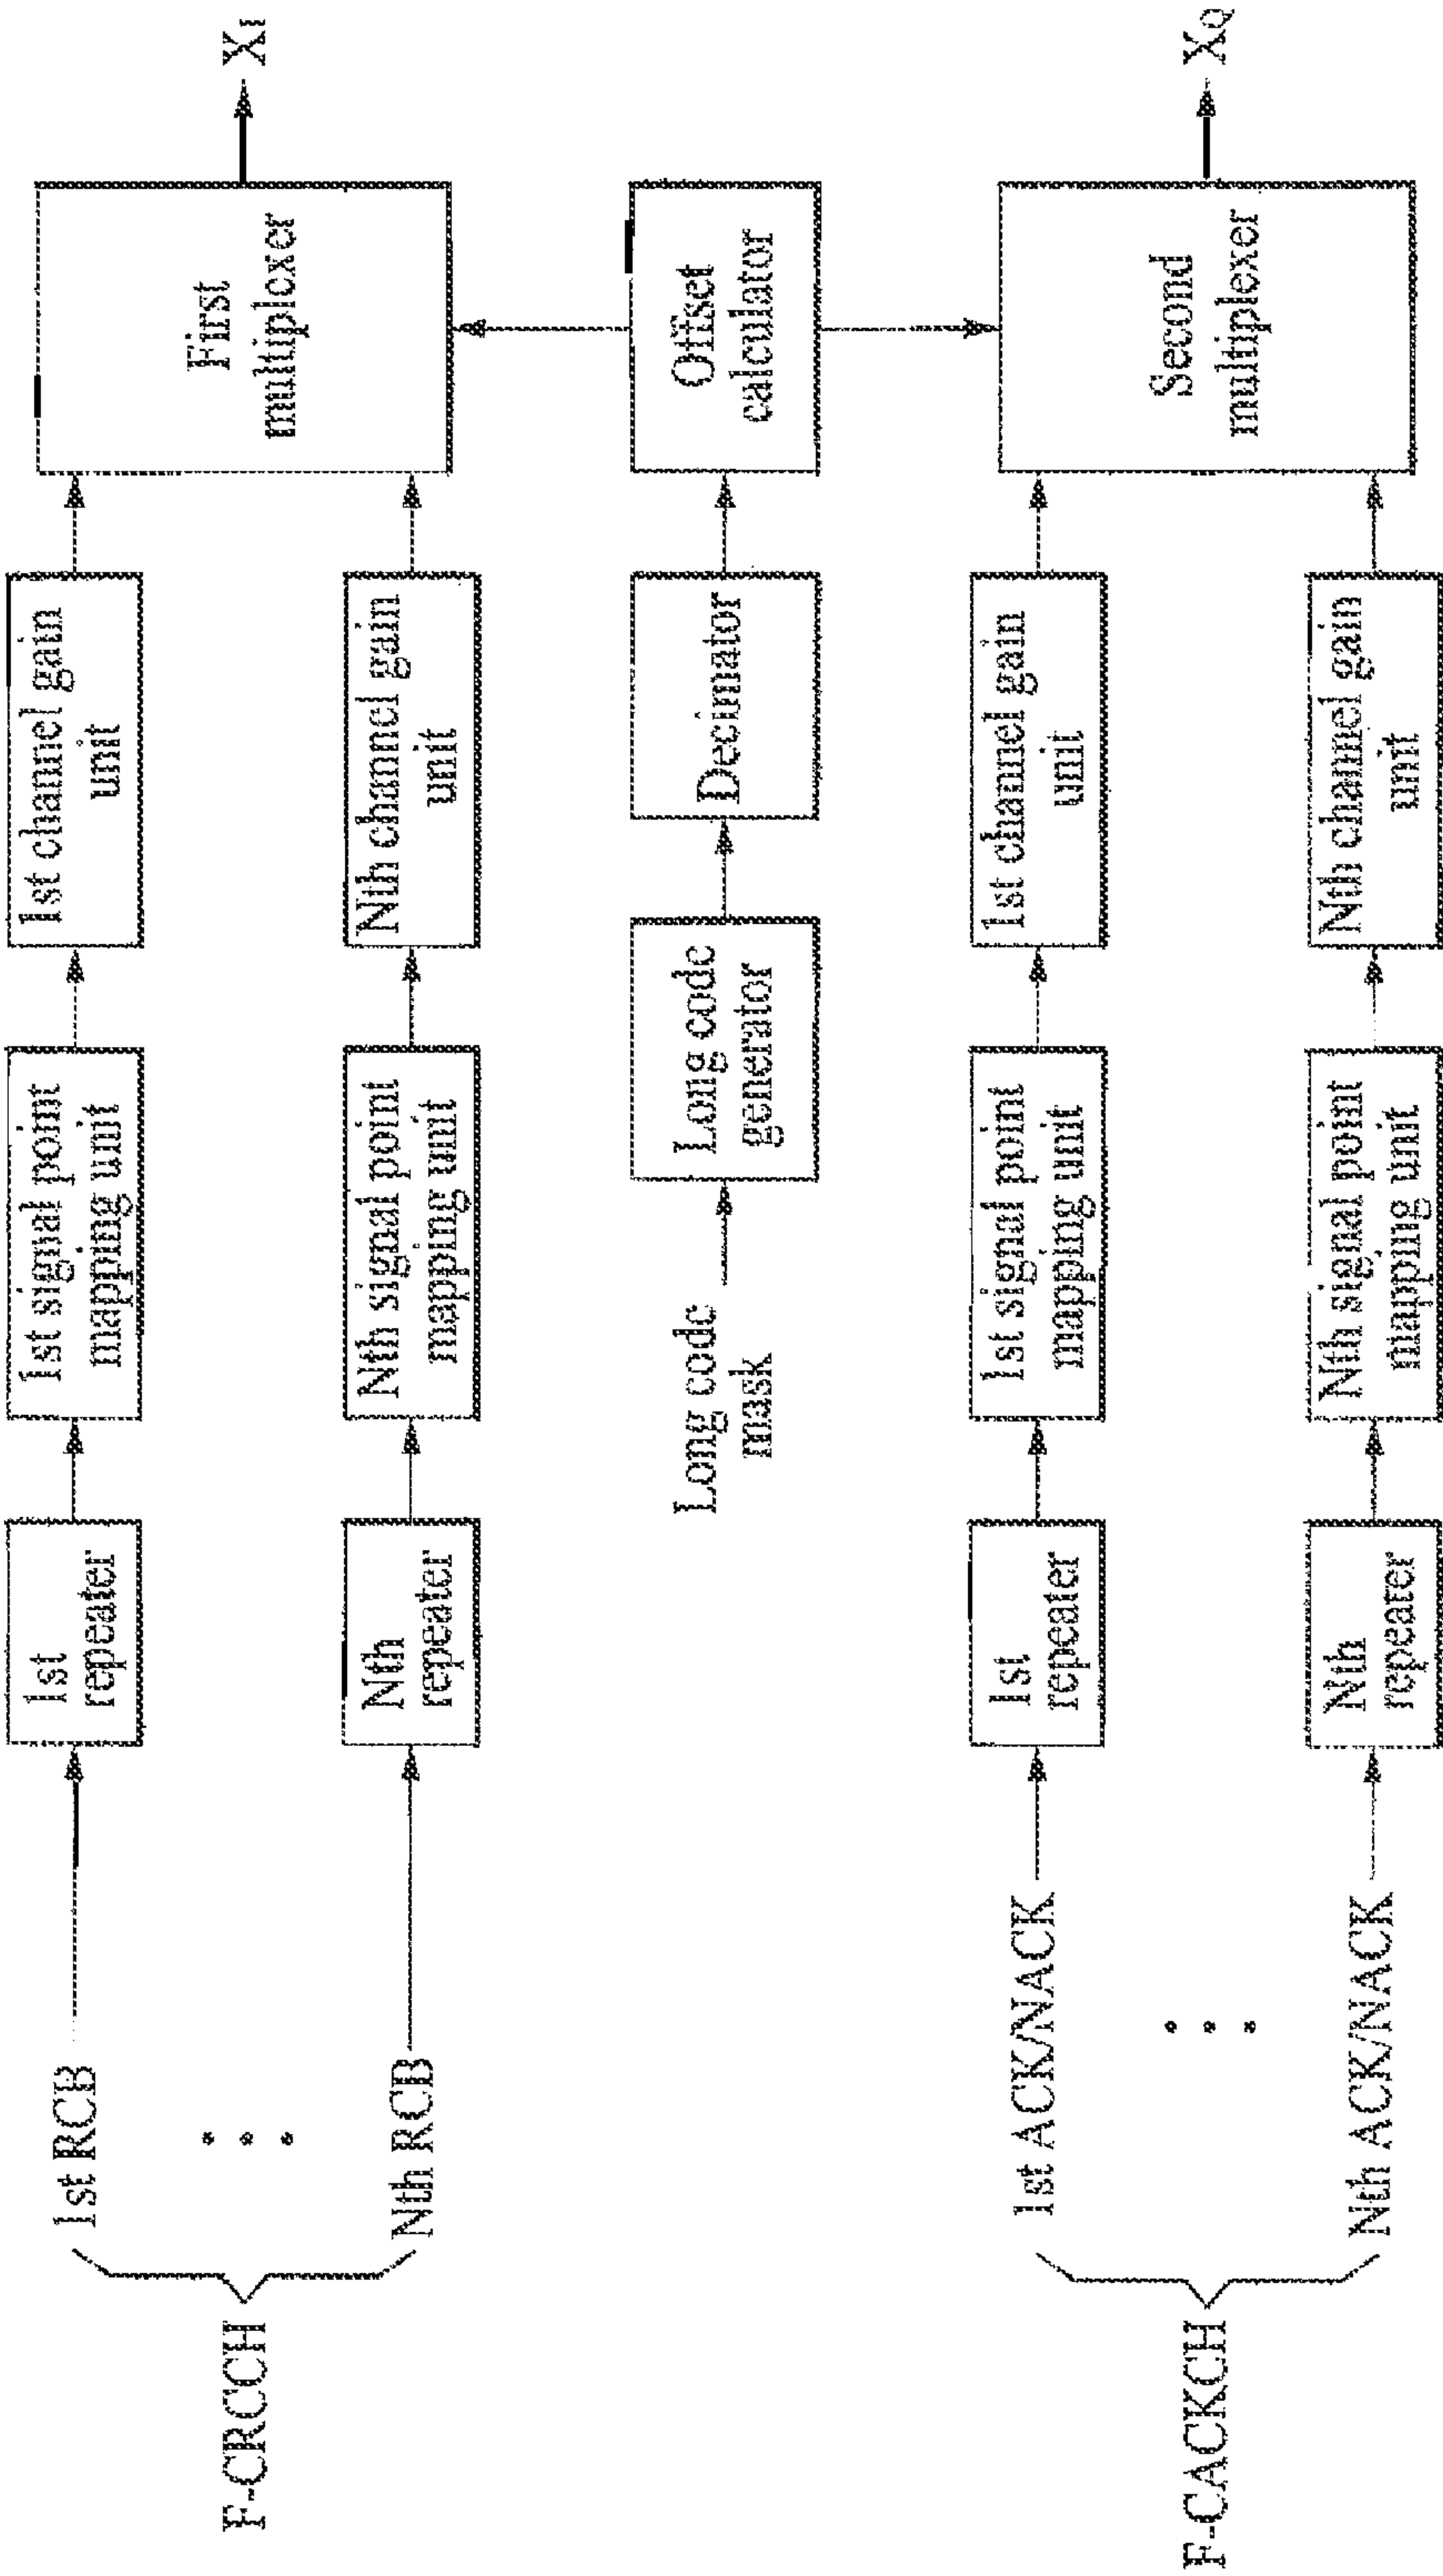 F-CRCCH
1st RCB
Nth RCB
1st
repeater
Nth
repeater
1st signal point
mapping unit
Nth signal point
mapping unit
1st channel gain
unit
Nth channel gain
unit
First
multiplexer
XI
Long code
mask
Long code
generator
Decimator
Offset
calculator
F-CACKCH
1st ACK/NACK
Nth ACK/NACK
1st
repeater
Nth
repeater
1st signal point
mapping unit
Nth signal point
mapping unit
1st channel gain
unit
Nth channel gain
unit
Second
multiplexer
XQ